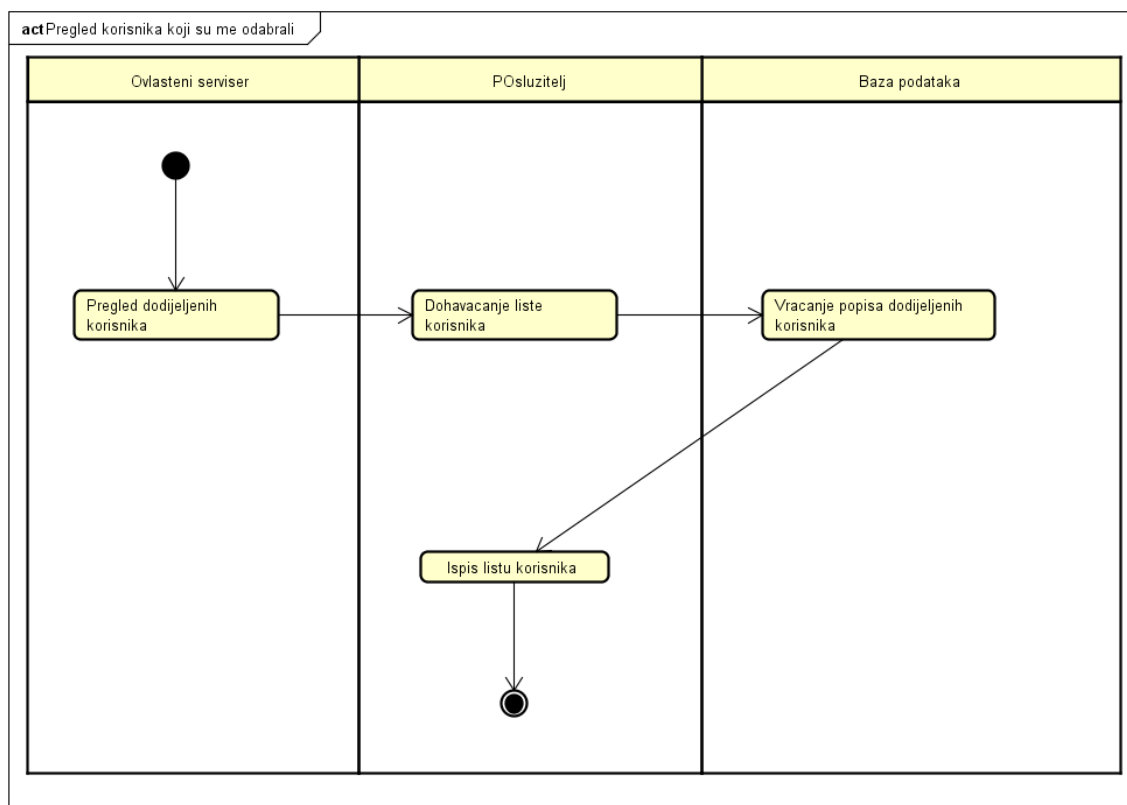 act Pregled korisnika koji su me odabrali
Ovlasteni serviser
POsluzitelj
Baza podataka
Pregled dodijeljenih
korisnika
Dohavacanje liste
korisnika
Vracanje popisa dodijeljenih
korisnika
Ispis listu korisnika